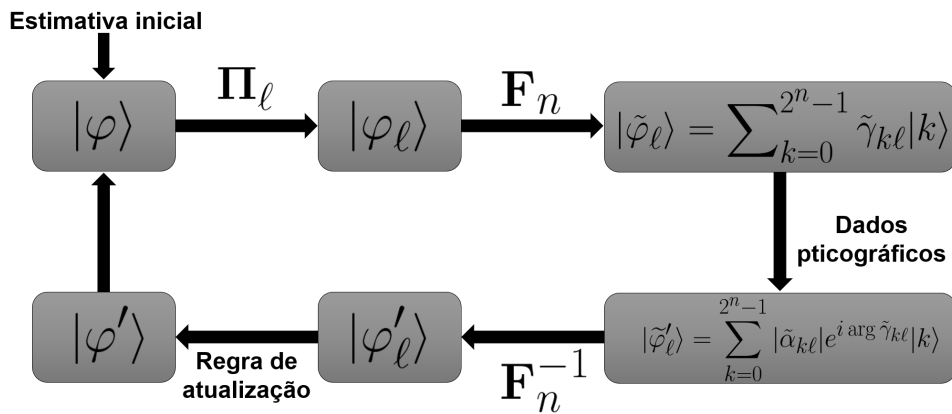 Estimativa inicial
|φ⟩
Π_ℓ
|φ_ℓ⟩
F_n
|φ̃_ℓ⟩ = ∑_{k=0}^{2^n−1} γ̃_{kℓ}|k⟩
Dados
pticográficos
|φ′⟩
Regra de
atualização
|φ′_ℓ⟩
F_n^{−1}
|φ̃′_ℓ⟩ = ∑_{k=0}^{2^n−1} |α̃_{kℓ}|e^{i arg γ̃_{kℓ}}|k⟩